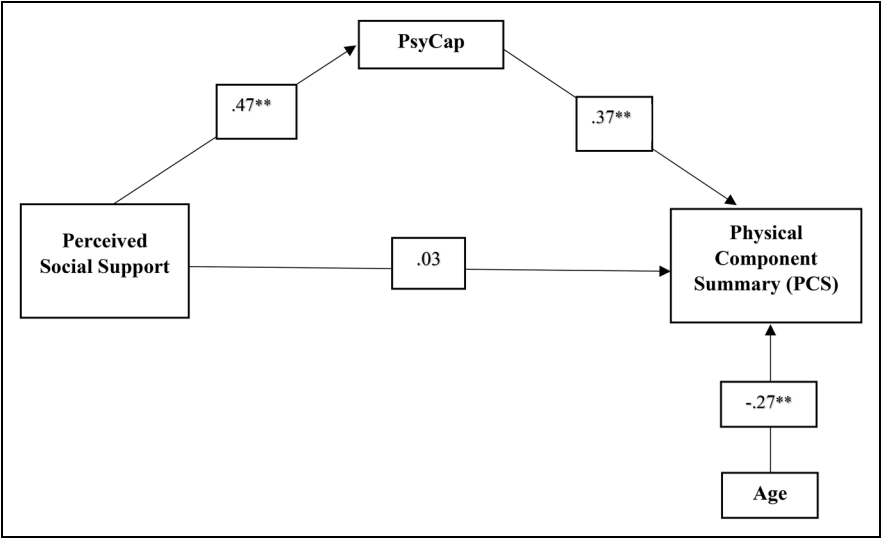 PsyCap
.47**
.37**
Perceived
Social Support
.03
Physical
Component
Summary (PCS)
-.27**
Age